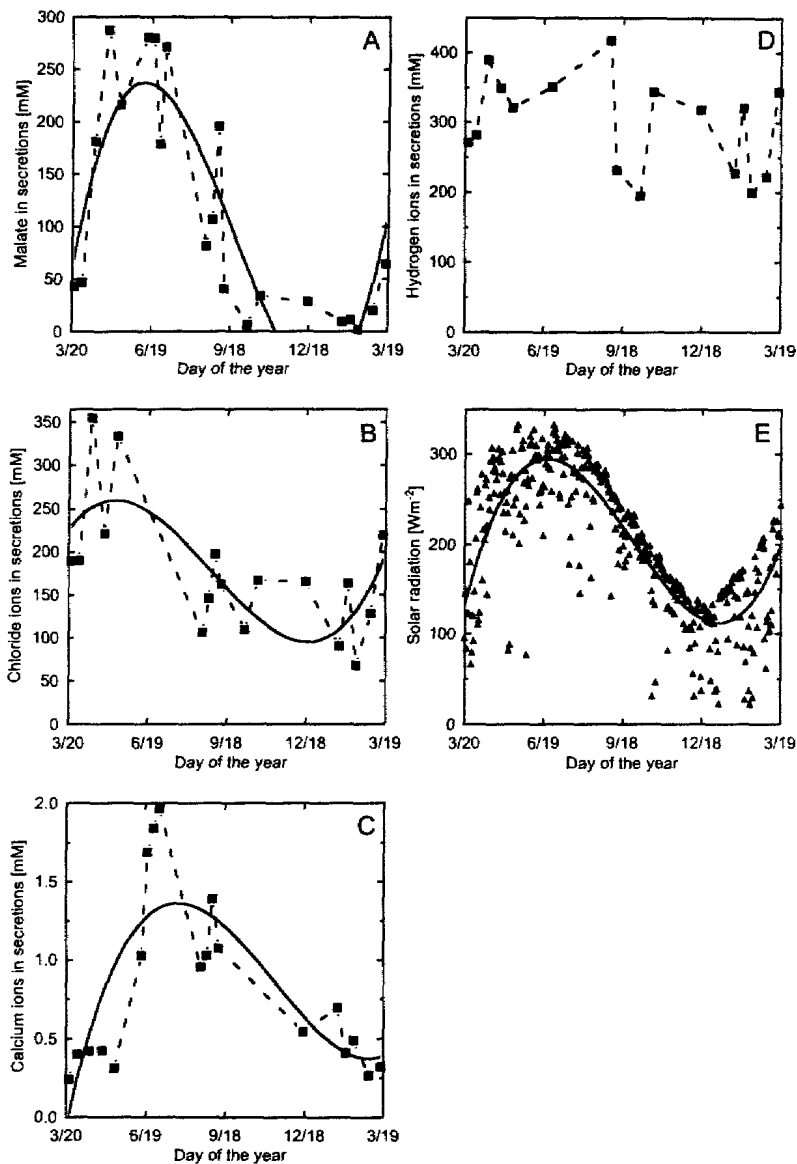 A
Malate in secretions [mM]
300
250
200
150
100
50
0
3/20 6/19 9/18 12/18 3/19
Day of the year
D
Hydrogen ions in secretions [mM]
400
300
200
100
0
3/20 6/19 9/18 12/18 3/19
Day of the year
B
Chloride ions in secretions [mM]
350
300
250
200
150
100
50
0
3/20 6/19 9/18 12/18 3/19
Day of the year
E
Solar radiation [Wm-2]
300
200
100
0
3/20 6/19 9/18 12/18 3/19
Day of the year
C
Calcium ions in secretions [mM]
2.0
1.5
1.0
0.5
0.0
3/20 6/19 9/18 12/18 3/19
Day of the year